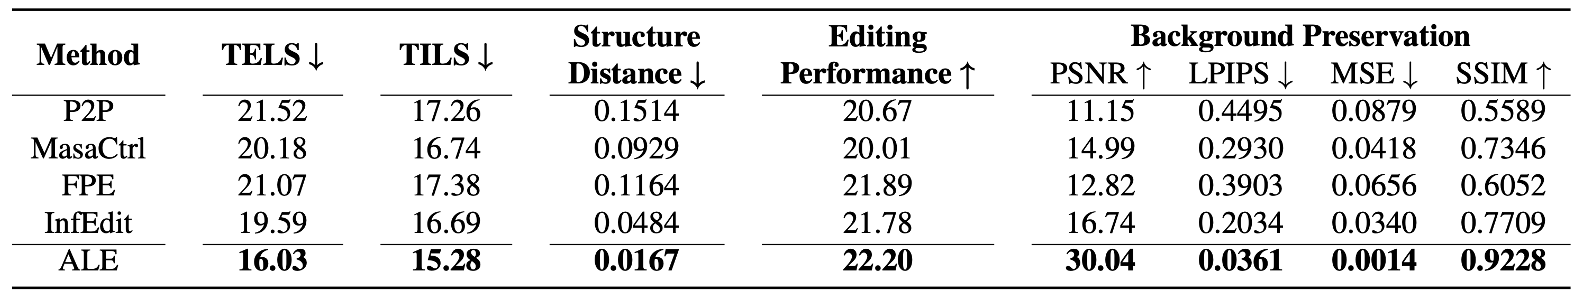 Method TELS ↓ TILS ↓ Structure Distance ↓ Editing Performance ↑ Background Preservation
PSNR ↑ LPIPS ↓ MSE ↓ SSIM ↑
P2P 21.52 17.26 0.1514 20.67 11.15 0.4495 0.0879 0.5589
MasaCtrl 20.18 16.74 0.0929 20.01 14.99 0.2930 0.0418 0.7346
FPE 21.07 17.38 0.1164 21.89 12.82 0.3903 0.0656 0.6052
InfEdit 19.59 16.69 0.0484 21.78 16.74 0.2034 0.0340 0.7709
ALE 16.03 15.28 0.0167 22.20 30.04 0.0361 0.0014 0.9228